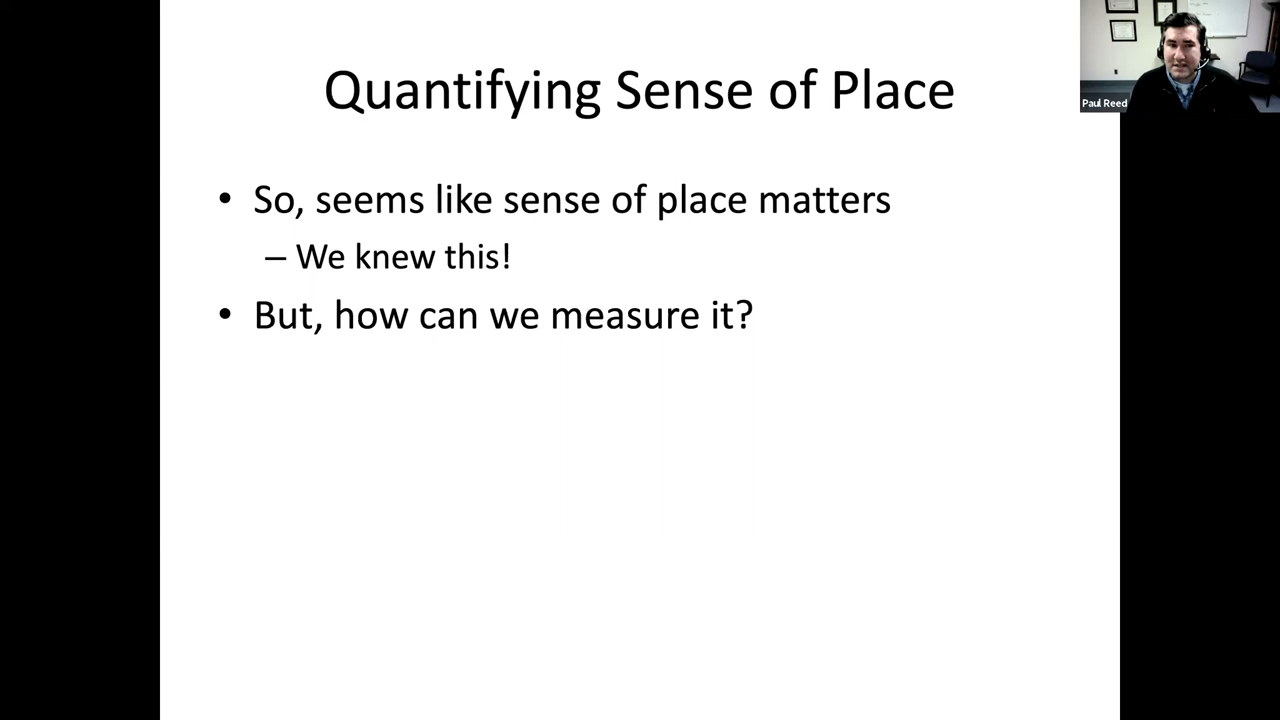 Quantifying Sense of Place
• So, seems like sense of place matters
– We knew this!
• But, how can we measure it?
Paul Reed